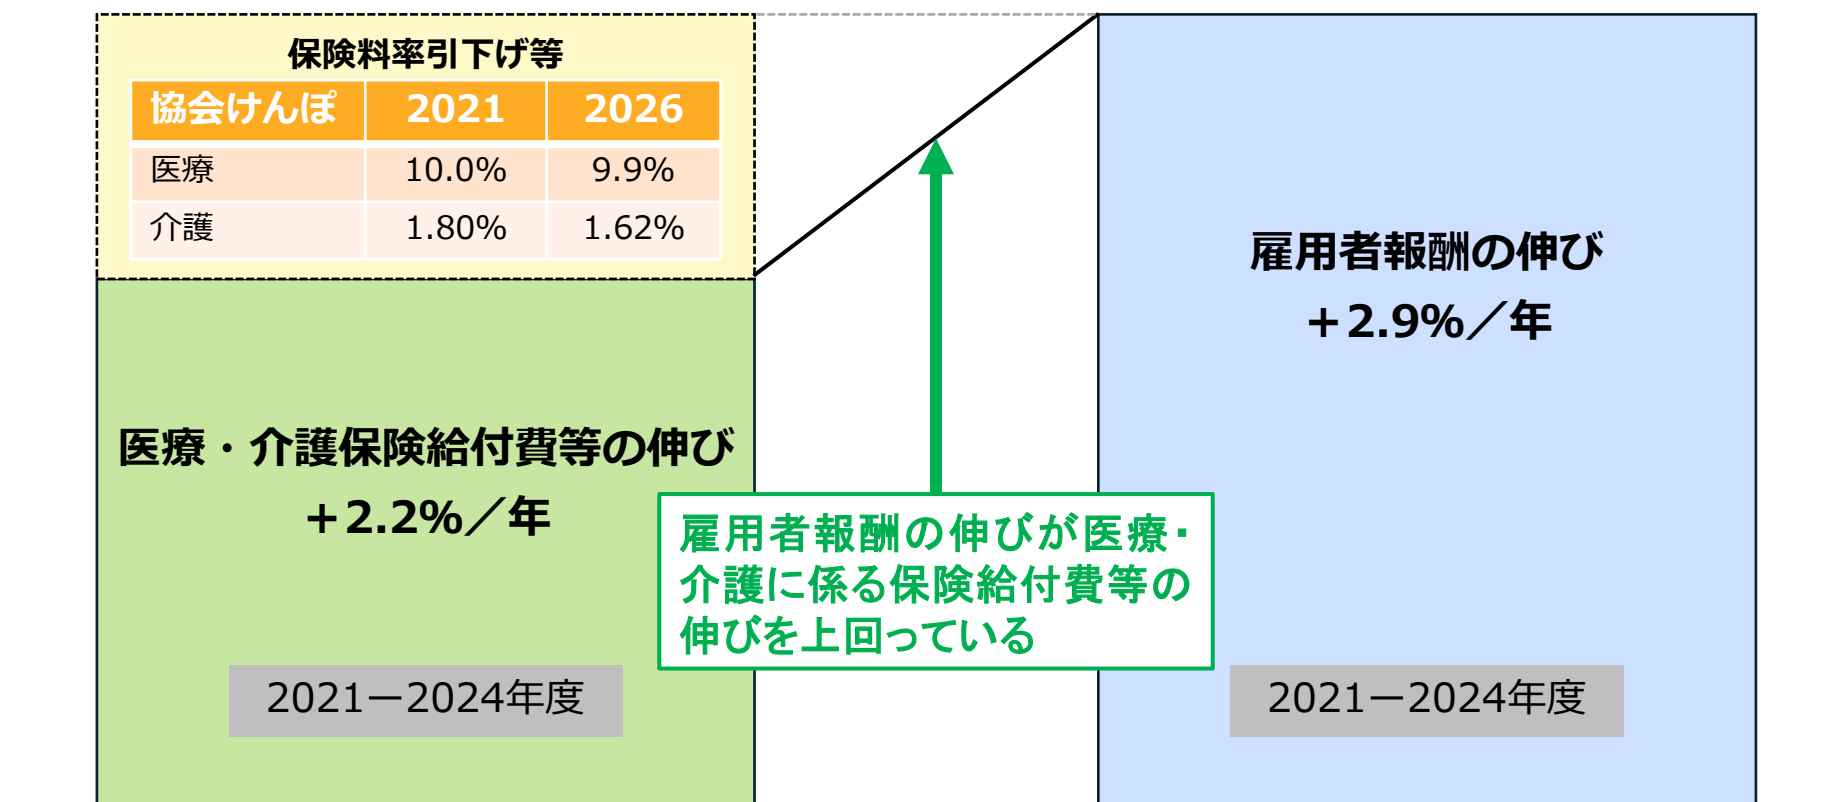 保険料率引下げ等
協会けんぽ 2021 2026
医療 10.0% 9.9%
介護 1.80% 1.62%
医療・介護保険給付費等の伸び
＋2.2%／年
2021ー2024年度
雇用者報酬の伸びが医療・
介護に係る保険給付費等の
伸びを上回っている
雇用者報酬の伸び
＋2.9%／年
2021ー2024年度